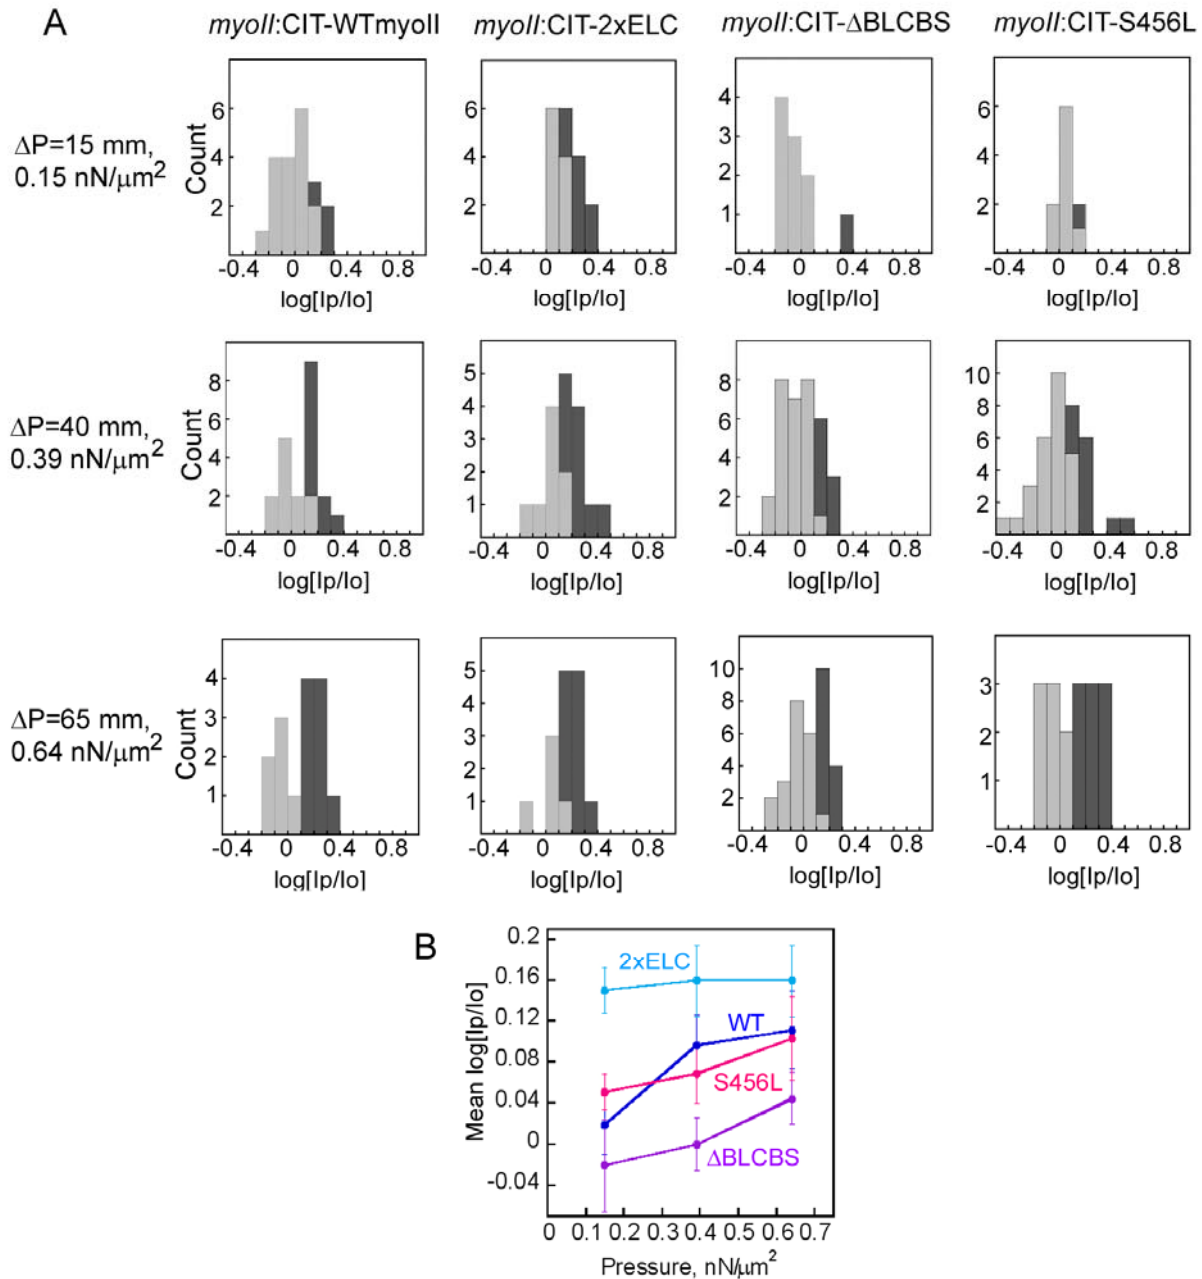 A
myoII:CIT-WTmyoII myoII:CIT-2xELC myoII:CIT-ΔBLCBS myoII:CIT-S456L
ΔP=15 mm,
0.15 nN/μm2
Count
6
4
2
-0.4 0 0.4 0.8
log[Ip/Io]
6
4
2
-0.4 0 0.4 0.8
log[Ip/Io]
4
3
2
1
-0.4 0 0.4 0.8
log[Ip/Io]
6
4
2
-0.4 0 0.4 0.8
log[Ip/Io]
ΔP=40 mm,
0.39 nN/μm2
Count
8
6
4
2
-0.4 0 0.4 0.8
log[Ip/Io]
5
4
3
2
1
-0.4 0 0.4 0.8
log[Ip/Io]
8
6
4
2
-0.4 0 0.4 0.8
log[Ip/Io]
10
8
6
4
2
-0.4 0 0.4 0.8
log[Ip/Io]
ΔP=65 mm,
0.64 nN/μm2
Count
4
3
2
1
-0.4 0 0.4 0.8
log[Ip/Io]
5
4
3
2
1
-0.4 0 0.4 0.8
log[Ip/Io]
10
8
6
4
2
-0.4 0 0.4 0.8
log[Ip/Io]
3
2
1
-0.4 0 0.4 0.8
log[Ip/Io]
B
Mean log[Ip/Io]
0.2
0.16
0.12
0.08
0.04
0
-0.04
2xELC
WT
S456L
ΔBLCBS
0 0.1 0.2 0.3 0.4 0.5 0.6 0.7
Pressure, nN/μm2